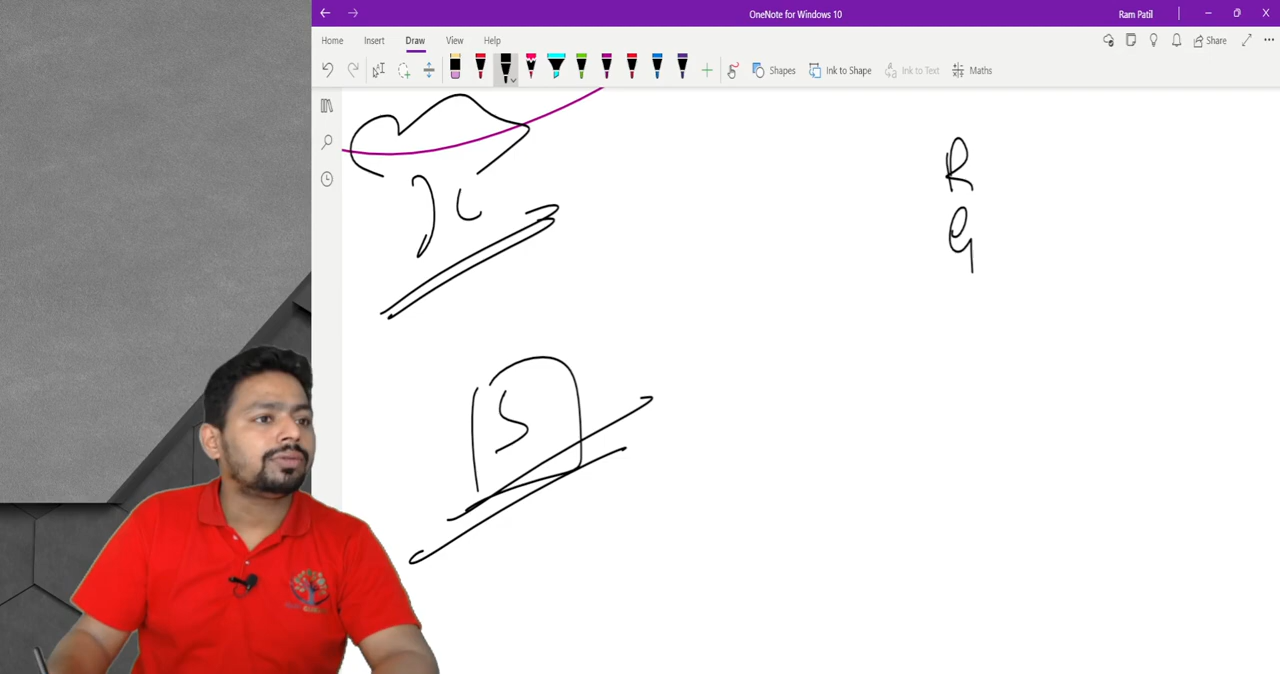 OneNote for Windows 10
Ram Patil
Home Insert Draw View Help
Share
Shapes
Ink to Shape
Ink to Text
Maths
R
G
S